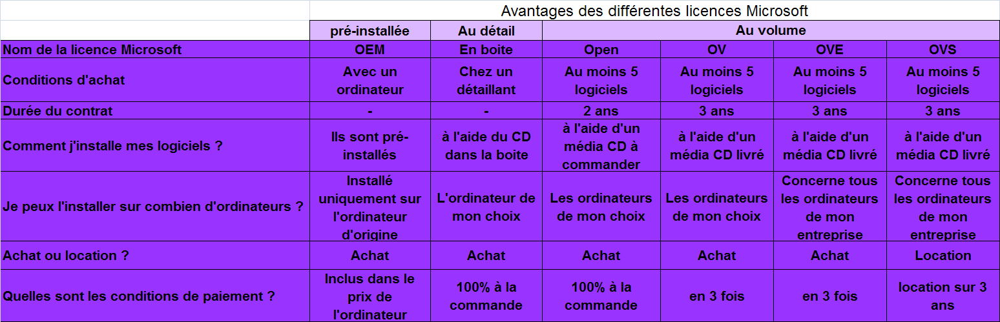 Avantages des différentes licences Microsoft
pré-installée Au détail Au volume
Nom de la licence Microsoft OEM En boite Open OV OVE OVS
Conditions d'achat
Avec un
ordinateur
Chez un
détaillant
Au moins 5
logiciels
Au moins 5
logiciels
Au moins 5
logiciels
Au moins 5
logiciels
Durée du contrat - - 2 ans 3 ans 3 ans 3 ans
Comment j'installe mes logiciels ?
Ils sont pré-
installés
à l'aide du CD
dans la boite
à l'aide d'un
média CD à
commander
à l'aide d'un
média CD livré
à l'aide d'un
média CD livré
à l'aide d'un
média CD livré
Je peux l'installer sur combien d'ordinateurs ?
Installé
uniquement sur
l'ordinateur
d'origine
L'ordinateur de
mon choix
Les ordinateurs
de mon choix
Les ordinateurs
de mon choix
Concerne tous
les ordinateurs
de mon
entreprise
Concerne tous
les ordinateurs
de mon
entreprise
Achat ou location ? Achat Achat Achat Achat Achat Location
Quelles sont les conditions de paiement ?
Inclus dans le
prix de
l'ordinateur
100% à la
commande
100% à la
commande
en 3 fois
en 3 fois
location sur 3
ans